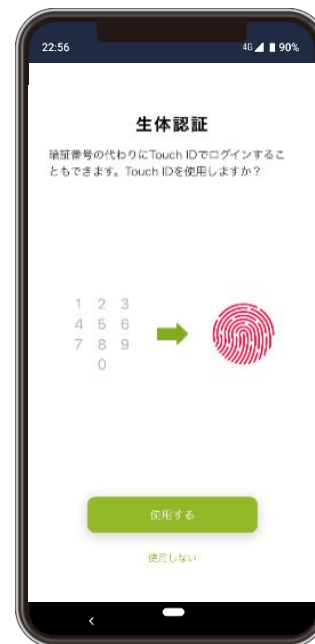 22:56 4G 90%
生体認証
暗証番号の代わりにTouch IDでログインするこ
ともできます。Touch IDを使用しますか？
1 2 3
4 5 6
7 8 9
0
使用する
使用しない